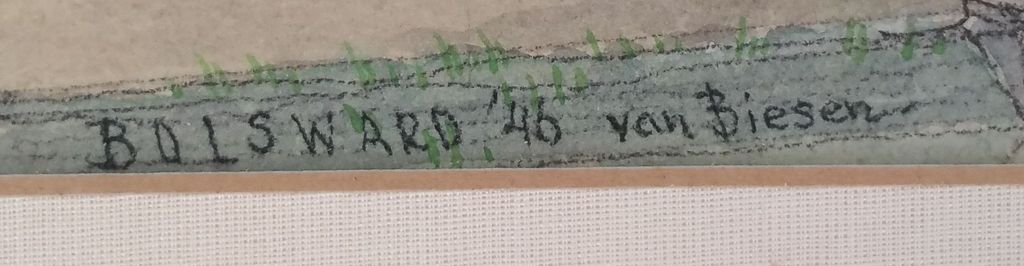 BOLSWARD '46 van Biesen